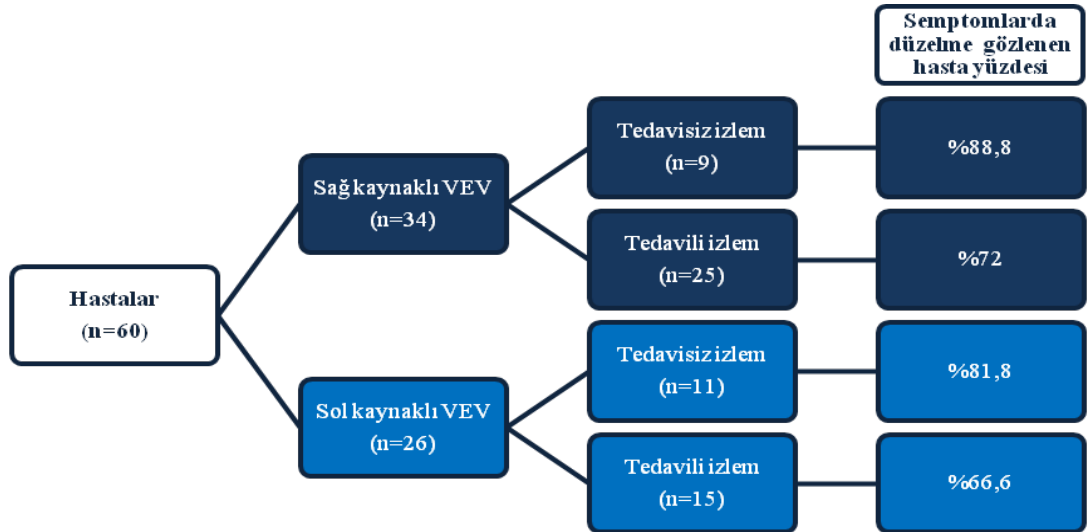 Semptomlarda
düzelme gözlenen
hasta yüzdesi
Tedavisiz izlem
(n=9)
%88,8
Sağ kaynaklı VEV
(n=34)
Tedavili izlem
(n=25)
%72
Hastalar
(n=60)
Tedavisiz izlem
(n=11)
%81,8
Sol kaynaklı VEV
(n=26)
Tedavili izlem
(n=15)
%66,6